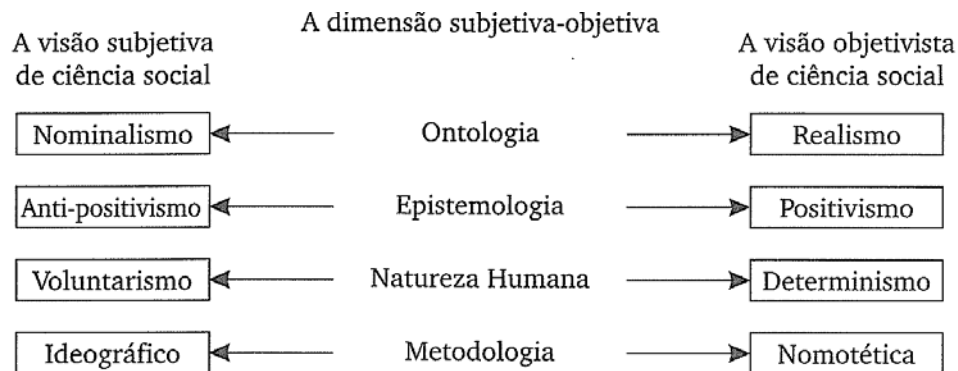 A dimensão subjetiva-objetiva
A visão subjetiva
de ciência social
A visão objetivista
de ciência social
Nominalismo Ontologia Realismo
Anti-positivismo Epistemologia Positivismo
Voluntarismo Natureza Humana Determinismo
Ideográfico Metodologia Nomotética